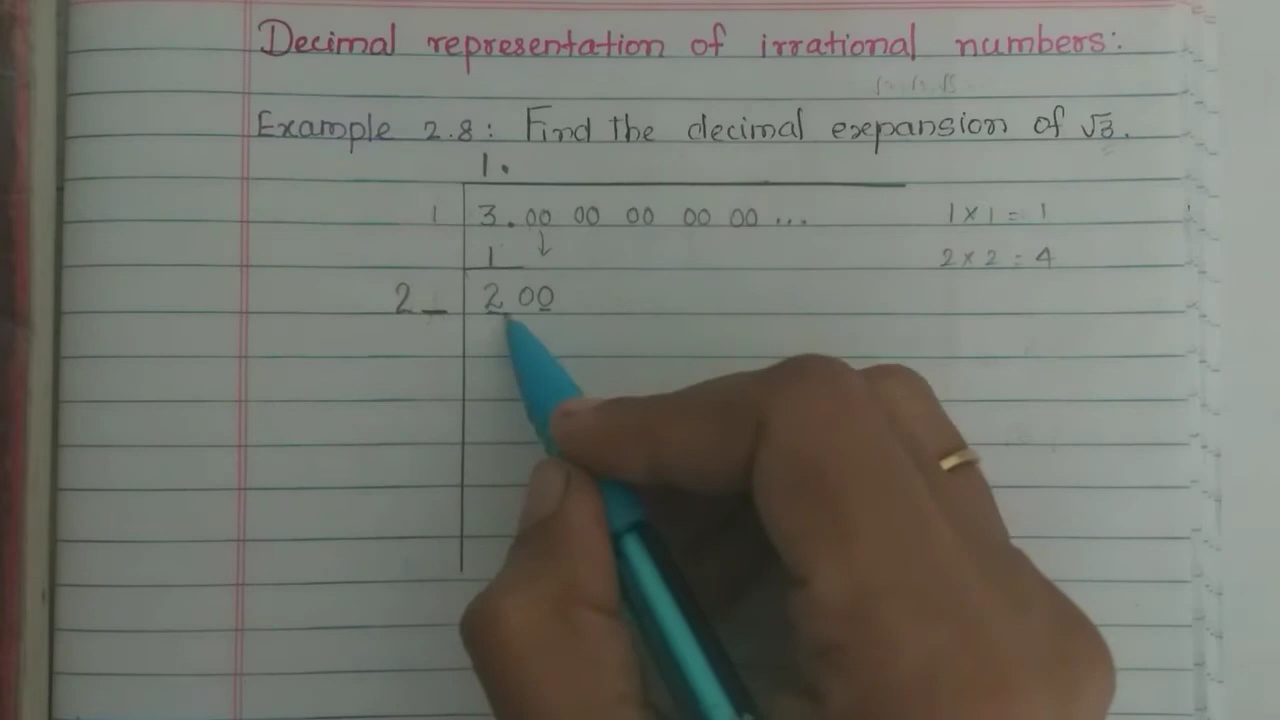 Decimal representation of irrational numbers:
Example 2.8: Find the decimal expansion of √3.
1.
1 3.00 00 00 00 00 ... 1 × 1 = 1
1 ↓ 2 × 2 = 4
2_ 2 00